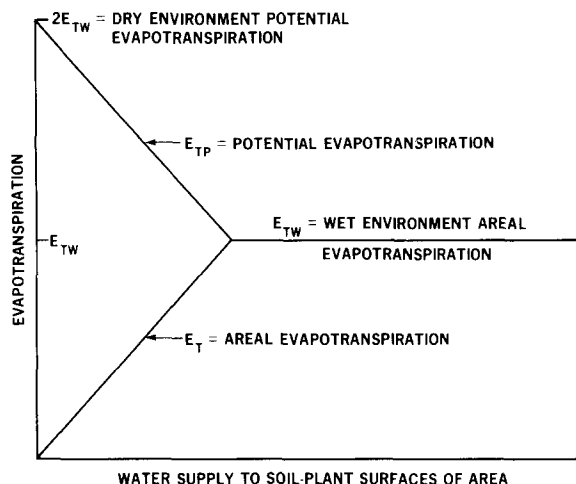 2E_TW = DRY ENVIRONMENT POTENTIAL
EVAPOTRANSPIRATION
E_TP = POTENTIAL EVAPOTRANSPIRATION
E_TW = WET ENVIRONMENT AREAL
EVAPOTRANSPIRATION
E_TW
EVAPOTRANSPIRATION
E_T = AREAL EVAPOTRANSPIRATION
WATER SUPPLY TO SOIL-PLANT SURFACES OF AREA